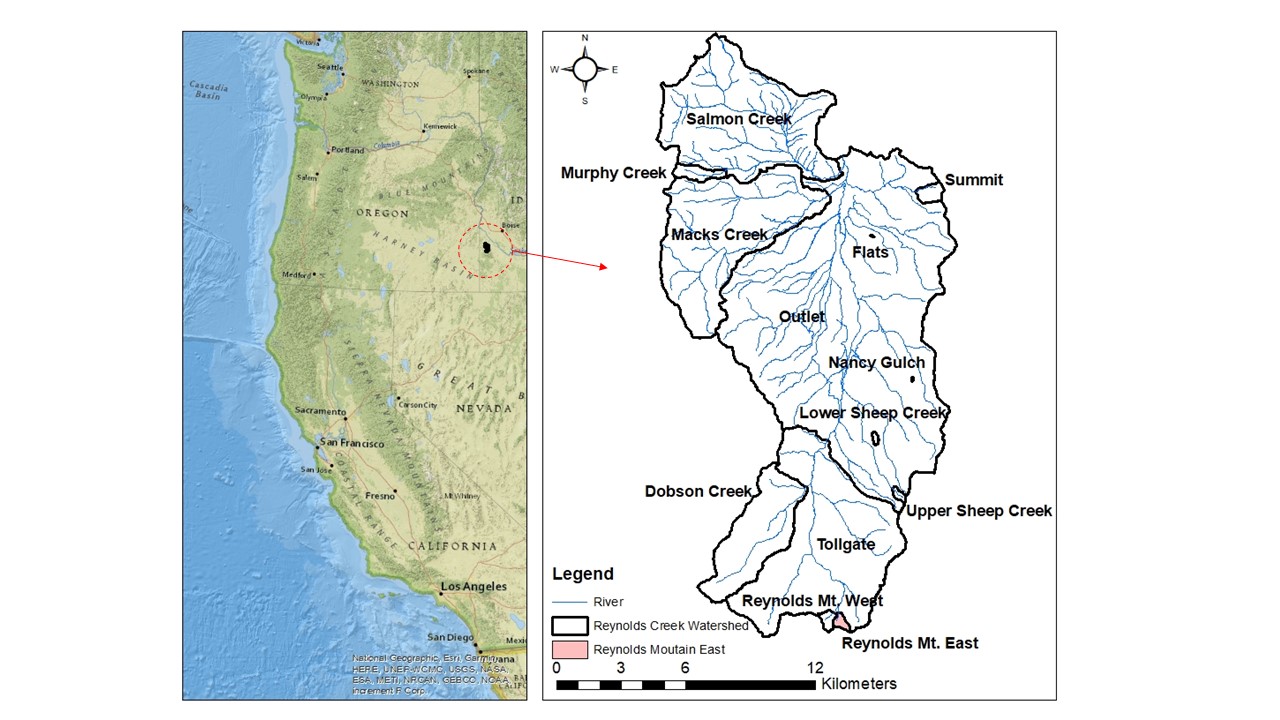 Victoria
Cascadia
Basin
Seattle
Spokane
WASHINGTON
Olympia
Kennewick
Columbia
Portland
Salem
BLUE MOUNTAINS
OREGON
ID
Boise
HARNEY BASIN
Medford
GREAT B
SIERRA NEVADA MOUNTAINS
Carson City
NEVADA
Sacramento
San Francisco
San Jose
COASTAL RANGE
Fresno
Mt Whitney
CALIFORNIA
Los Angeles
San Diego
Mexi
National Geographic, Esri, Garmin,
HERE, UNEP-WCMC, USGS, NASA,
ESA, METI, NRCAN, GEBCO, NOAA,
increment P Corp.
N
W E
S
Salmon Creek
Murphy Creek
Summit
Macks Creek
Flats
Outlet
Nancy Gulch
Lower Sheep Creek
Dobson Creek
Upper Sheep Creek
Tollgate
Reynolds Mt. West
Reynolds Mt. East
Legend
River
Reynolds Creek Watershed
Reynolds Moutain East
0 3 6 12
Kilometers